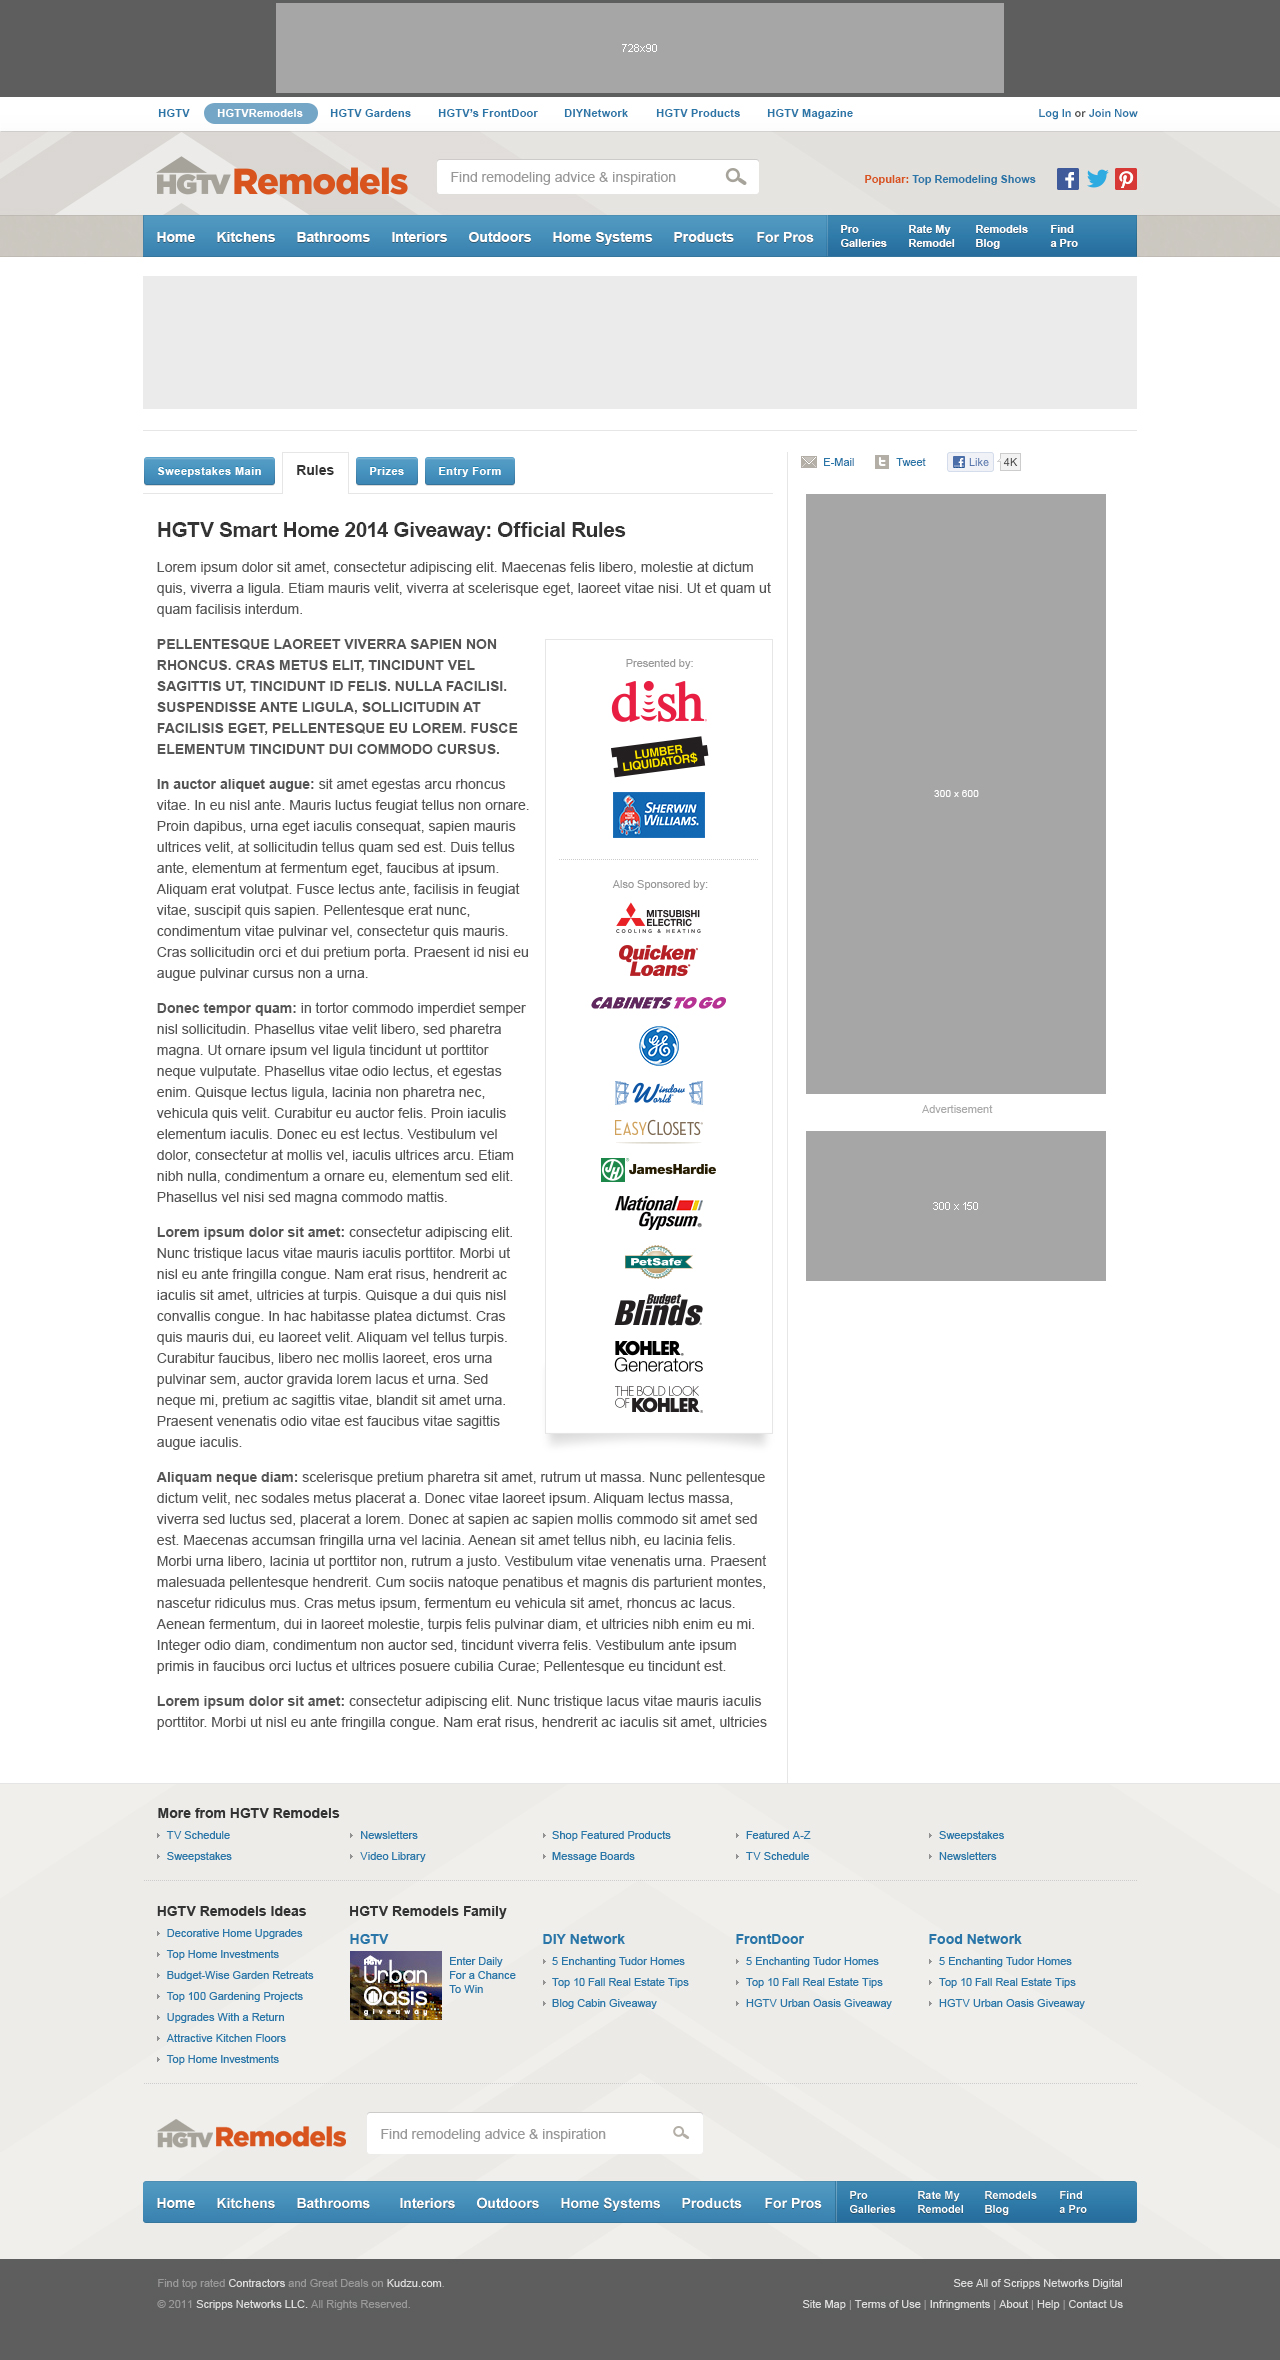 728x90
HGTV HGTVRemodels HGTV Gardens HGTV's FrontDoor DIYNetwork HGTV Products HGTV Magazine Log In or Join Now
HGTV Remodels Find remodeling advice & inspiration Popular: Top Remodeling Shows
Home Kitchens Bathrooms Interiors Outdoors Home Systems Products For Pros
Pro Galleries
Rate My Remodel
Remodels Blog
Find a Pro
Sweepstakes Main Rules Prizes Entry Form
E-Mail Tweet Like 4K
HGTV Smart Home 2014 Giveaway: Official Rules
Lorem ipsum dolor sit amet, consectetur adipiscing elit. Maecenas felis libero, molestie at dictum
quis, viverra a ligula. Etiam mauris velit, viverra at scelerisque eget, laoreet vitae nisi. Ut et quam ut
quam facilisis interdum.
PELLENTESQUE LAOREET VIVERRA SAPIEN NON
RHONCUS. CRAS METUS ELIT, TINCIDUNT VEL
SAGITTIS UT, TINCIDUNT ID FELIS. NULLA FACILISI.
SUSPENDISSE ANTE LIGULA, SOLLICITUDIN AT
FACILISIS EGET, PELLENTESQUE EU LOREM. FUSCE
ELEMENTUM TINCIDUNT DUI COMMODO CURSUS.
In auctor aliquet augue: sit amet egestas arcu rhoncus
vitae. In eu nisl ante. Mauris luctus feugiat tellus non ornare.
Proin dapibus, urna eget iaculis consequat, sapien mauris
ultrices velit, at sollicitudin tellus quam sed est. Duis tellus
ante, elementum at fermentum eget, faucibus at ipsum.
Aliquam erat volutpat. Fusce lectus ante, facilisis in feugiat
vitae, suscipit quis sapien. Pellentesque erat nunc,
condimentum vitae pulvinar vel, consectetur quis mauris.
Cras sollicitudin orci et dui pretium porta. Praesent id nisi eu
augue pulvinar cursus non a urna.
Donec tempor quam: in tortor commodo imperdiet semper
nisl sollicitudin. Phasellus vitae velit libero, sed pharetra
magna. Ut ornare ipsum vel ligula tincidunt ut porttitor
neque vulputate. Phasellus vitae odio lectus, et egestas
enim. Quisque lectus ligula, lacinia non pharetra nec,
vehicula quis velit. Curabitur eu auctor felis. Proin iaculis
elementum iaculis. Donec eu est lectus. Vestibulum vel
dolor, consectetur at mollis vel, iaculis ultrices arcu. Etiam
nibh nulla, condimentum a ornare eu, elementum sed elit.
Phasellus vel nisi sed magna commodo mattis.
Lorem ipsum dolor sit amet: consectetur adipiscing elit.
Nunc tristique lacus vitae mauris iaculis porttitor. Morbi ut
nisl eu ante fringilla congue. Nam erat risus, hendrerit ac
iaculis sit amet, ultricies at turpis. Quisque a dui quis nisl
convallis congue. In hac habitasse platea dictumst. Cras
quis mauris dui, eu laoreet velit. Aliquam vel tellus turpis.
Curabitur faucibus, libero nec mollis laoreet, eros urna
pulvinar sem, auctor gravida lorem lacus et urna. Sed
neque mi, pretium ac sagittis vitae, blandit sit amet urna.
Praesent venenatis odio vitae est faucibus vitae sagittis
augue iaculis.
Presented by:
dish
LUMBER
LIQUIDATOR$
SHERWIN
WILLIAMS.
Also Sponsored by:
MITSUBISHI
ELECTRIC
COOLING & HEATING
Quicken
Loans
CABINETS TO GO
GE
Window
World
EASYCLOSETS
JH JamesHardie
National
Gypsum
PetSafe
Budget
Blinds
KOHLER
Generators
THE BOLD LOOK
OF KOHLER
Aliquam neque diam: scelerisque pretium pharetra sit amet, rutrum ut massa. Nunc pellentesque
dictum velit, nec sodales metus placerat a. Donec vitae laoreet ipsum. Aliquam lectus massa,
viverra sed luctus sed, placerat a lorem. Donec at sapien ac sapien mollis commodo sit amet sed
est. Maecenas accumsan fringilla urna vel lacinia. Aenean sit amet tellus nibh, eu lacinia felis.
Morbi urna libero, lacinia ut porttitor non, rutrum a justo. Vestibulum vitae venenatis urna. Praesent
malesuada pellentesque hendrerit. Cum sociis natoque penatibus et magnis dis parturient montes,
nascetur ridiculus mus. Cras metus ipsum, fermentum eu vehicula sit amet, rhoncus ac lacus.
Aenean fermentum, dui in laoreet molestie, turpis felis pulvinar diam, et ultricies nibh enim eu mi.
Integer odio diam, condimentum non auctor sed, tincidunt viverra felis. Vestibulum ante ipsum
primis in faucibus orci luctus et ultrices posuere cubilia Curae; Pellentesque eu tincidunt est.
Lorem ipsum dolor sit amet: consectetur adipiscing elit. Nunc tristique lacus vitae mauris iaculis
porttitor. Morbi ut nisl eu ante fringilla congue. Nam erat risus, hendrerit ac iaculis sit amet, ultricies
300 x 600
Advertisement
300 x 150
More from HGTV Remodels
TV Schedule Newsletters Shop Featured Products Featured A-Z Sweepstakes
Sweepstakes Video Library Message Boards TV Schedule Newsletters
HGTV Remodels Ideas
Decorative Home Upgrades
Top Home Investments
Budget-Wise Garden Retreats
Top 100 Gardening Projects
Upgrades With a Return
Attractive Kitchen Floors
Top Home Investments
HGTV Remodels Family
HGTV
HGTV
Urban
Oasis
giveaway
Enter Daily
For a Chance
To Win
DIY Network
5 Enchanting Tudor Homes
Top 10 Fall Real Estate Tips
Blog Cabin Giveaway
FrontDoor
5 Enchanting Tudor Homes
Top 10 Fall Real Estate Tips
HGTV Urban Oasis Giveaway
Food Network
5 Enchanting Tudor Homes
Top 10 Fall Real Estate Tips
HGTV Urban Oasis Giveaway
HGTV Remodels Find remodeling advice & inspiration
Home Kitchens Bathrooms Interiors Outdoors Home Systems Products For Pros
Pro Galleries
Rate My Remodel
Remodels Blog
Find a Pro
Find top rated Contractors and Great Deals on Kudzu.com. See All of Scripps Networks Digital
© 2011 Scripps Networks LLC. All Rights Reserved. Site Map | Terms of Use | Infringments | About | Help | Contact Us